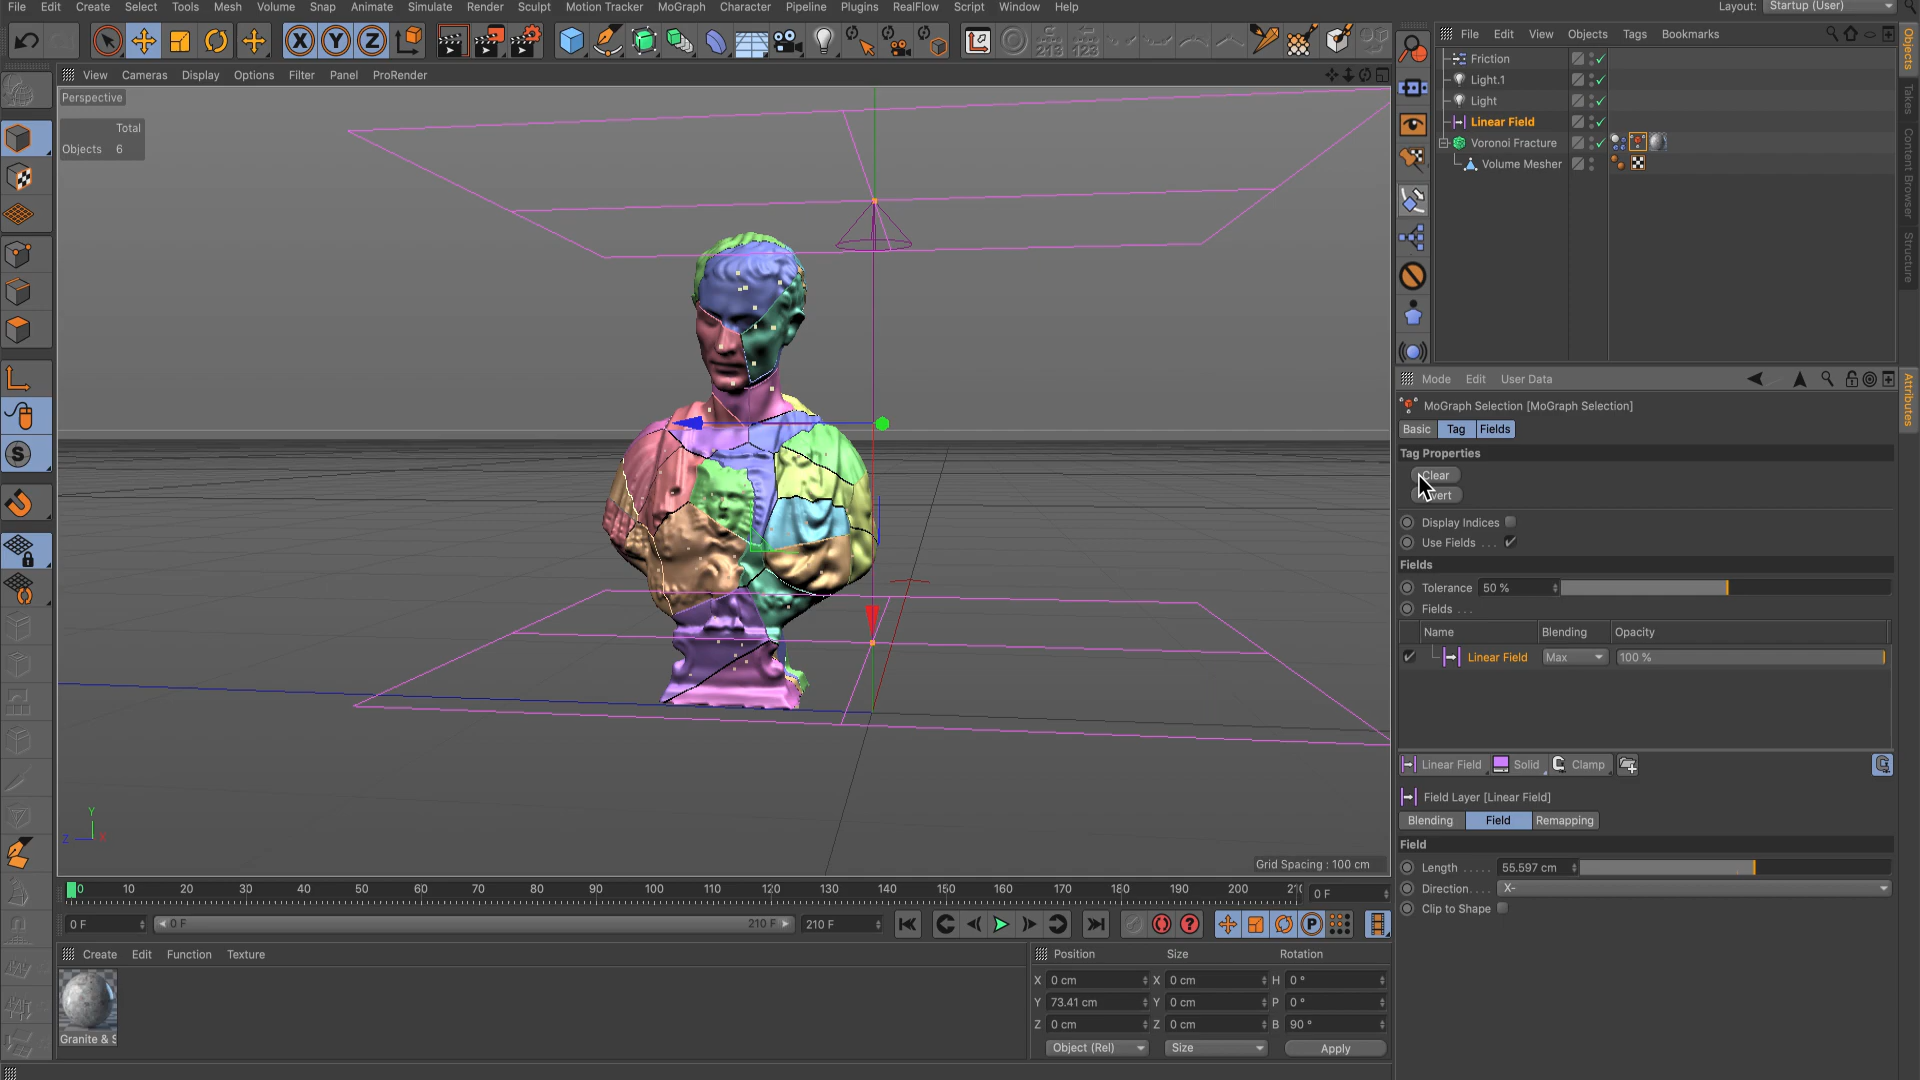 File Edit Create Select Tools Mesh Volume Snap Animate Simulate Render Sculpt Motion Tracker MoGraph Character Pipeline Plugins RealFlow Script Window Help Layout: Startup (User)
File Edit View Objects Tags Bookmarks
View Cameras Display Options Filter Panel ProRender
Perspective
Total
Objects 6
Friction
Light.1
Light
Linear Field
Voronoi Fracture
Volume Mesher
Objects
Takes
Content Browser
Structure
Attributes
Mode Edit User Data
MoGraph Selection [MoGraph Selection]
Basic Tag Fields
Tag Properties
Clear
Display Indices
Use Fields . . .
Fields
Tolerance 50 %
Fields . . .
Name Blending Opacity
Linear Field Max 100 %
Linear Field Solid Clamp
Field Layer [Linear Field]
Blending Field Remapping
Field
Length . . . . . 55.597 cm
Direction. . . . X-
Clip to Shape
Y
Z X
Grid Spacing : 100 cm
0 10 20 30 40 50 60 70 80 90 100 110 120 130 140 150 160 170 180 190 200 0 F
0 F 0 F 210 F 210 F
Create Edit Function Texture
Granite & S
Position Size Rotation
X 0 cm X 0 cm H 0 °
Y 73.41 cm Y 0 cm P 0 °
Z 0 cm Z 0 cm B 90 °
Object (Rel) Size Apply